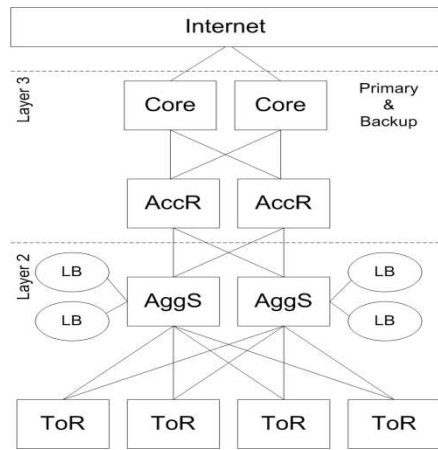 Internet
Layer 3
Primary
&
Backup
Core Core
AccR AccR
Layer 2
LB LB
LB LB
AggS AggS
ToR ToR ToR ToR